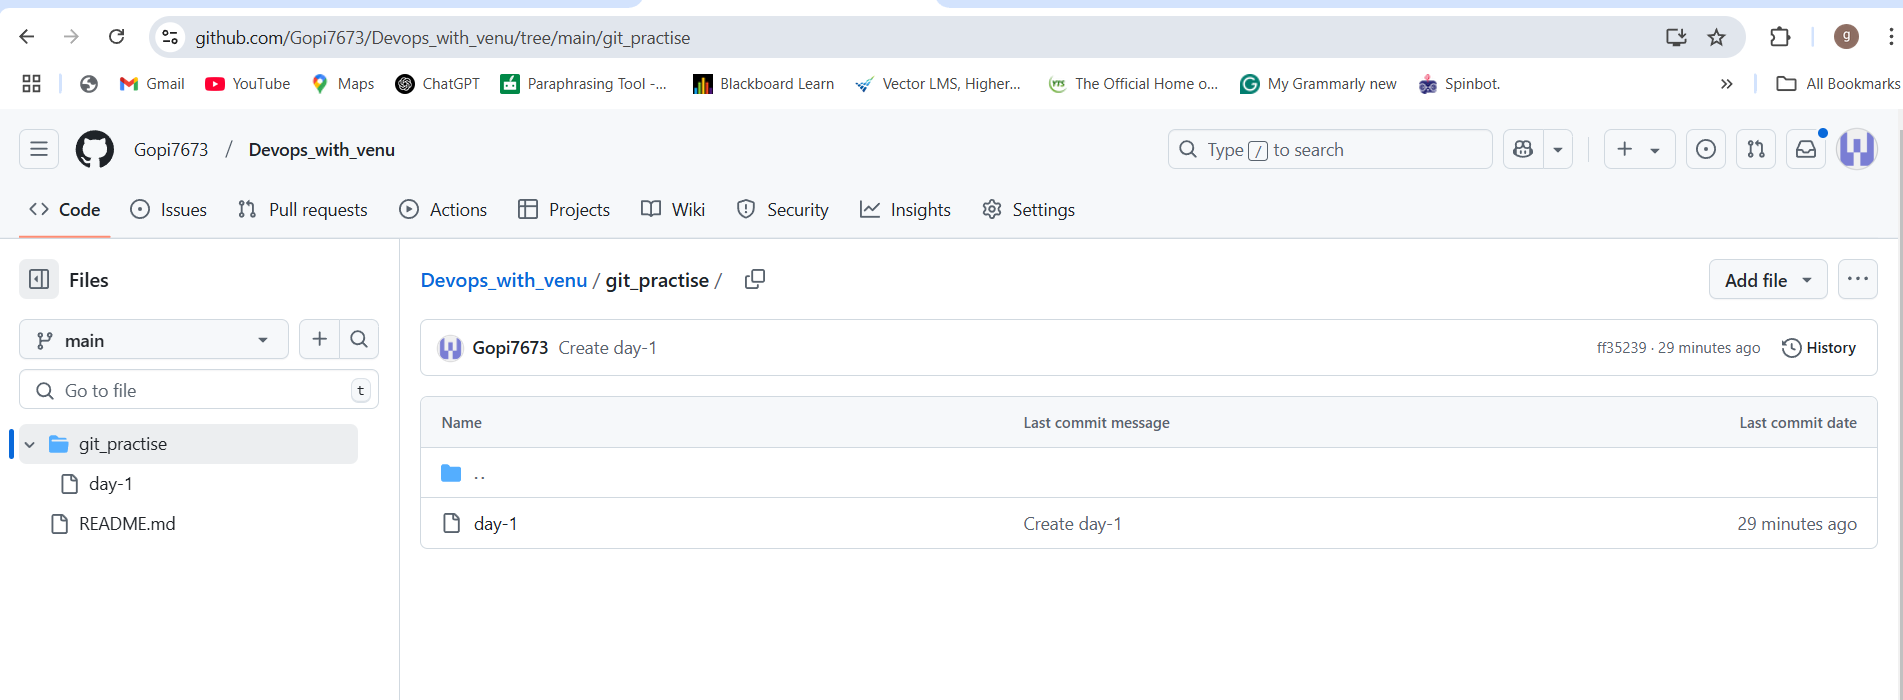 github.com/Gopi7673/Devops_with_venu/tree/main/git_practise
g
Gmail YouTube Maps ChatGPT Paraphrasing Tool -... Blackboard Learn Vector LMS, Higher... The Official Home o... My Grammarly new Spinbot. » All Bookmarks
Gopi7673 / Devops_with_venu
Type / to search
Code Issues Pull requests Actions Projects Wiki Security Insights Settings
Files
main
Go to file t
git_practise
day-1
README.md
Devops_with_venu / git_practise /
Add file
Gopi7673 Create day-1 ff35239 · 29 minutes ago History
Name Last commit message Last commit date
..
day-1 Create day-1 29 minutes ago